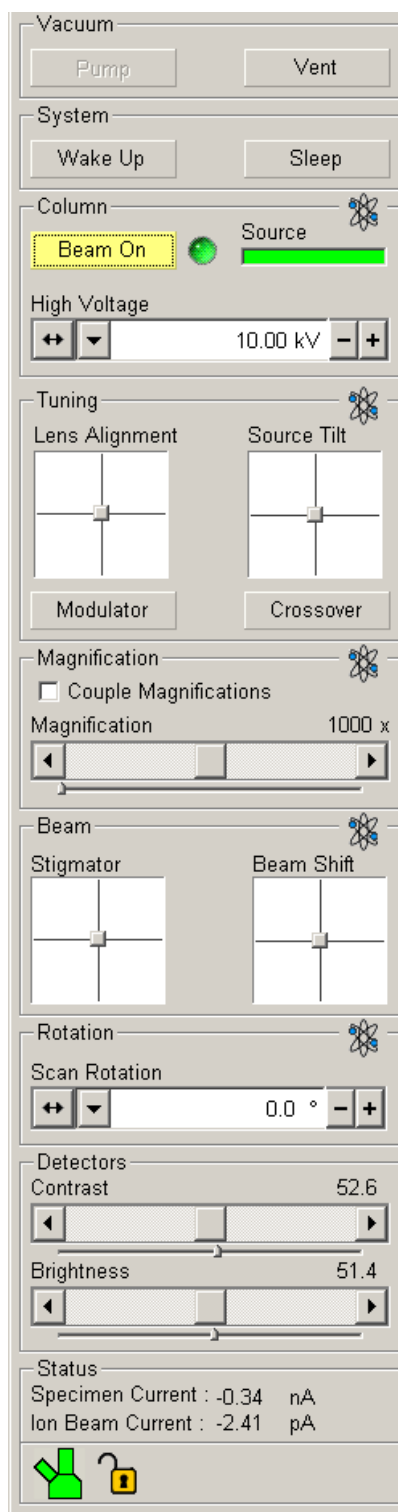 Vacuum
Pump Vent
System
Wake Up Sleep
Column
Source
Beam On
High Voltage
10.00 kV
Tuning
Lens Alignment Source Tilt
Modulator Crossover
Magnification
Couple Magnifications
Magnification 1000 x
Beam
Stigmator Beam Shift
Rotation
Scan Rotation
0.0 °
Detectors
Contrast 52.6
Brightness 51.4
Status
Specimen Current : -0.34 nA
Ion Beam Current : -2.41 pA